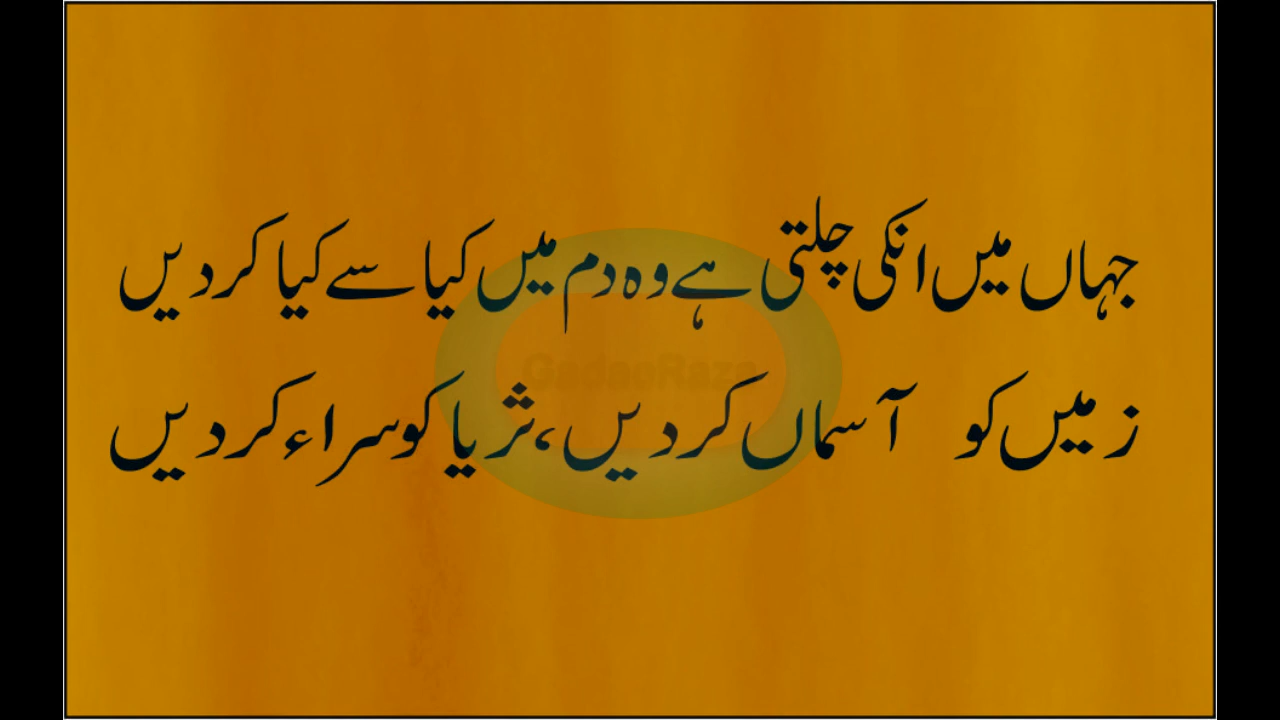 جہاں میں انکی چلتی ہے وہ دم میں کیا سے کیا کر دیں
زمیں کو آسماں کر دیں، ثریا کو سراء کر دیں
GadaeRaza